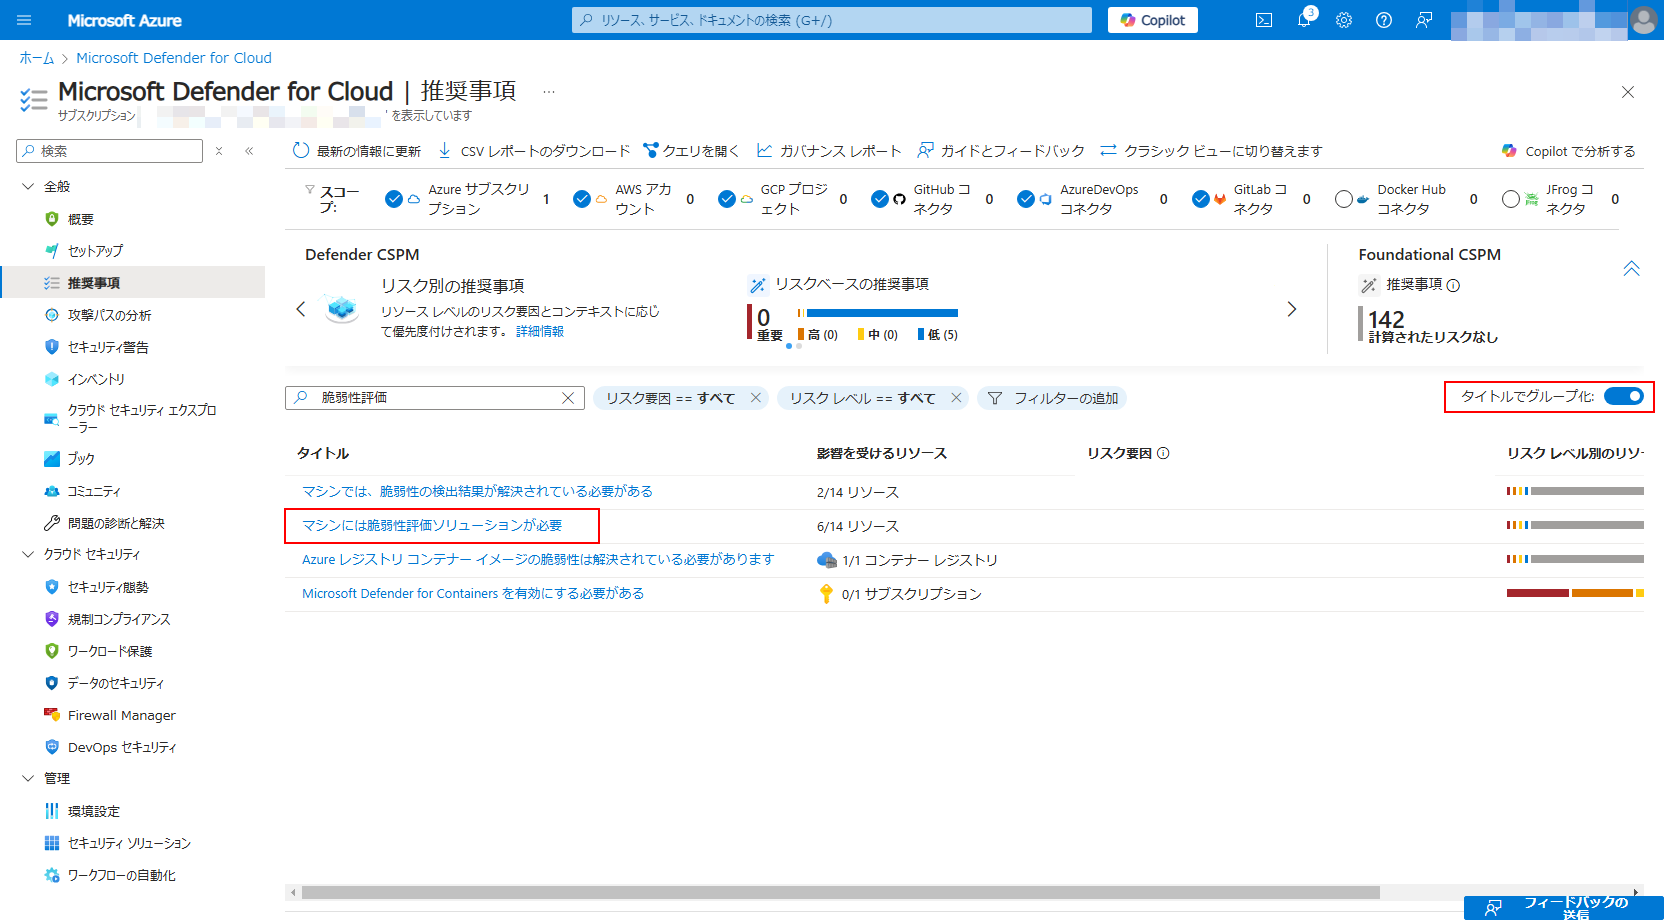 Microsoft Azure
リソース、サービス、ドキュメントの検索 (G+/)
Copilot
3
ホーム > Microsoft Defender for Cloud
Microsoft Defender for Cloud | 推奨事項 ...
サブスクリプション ' を表示しています
検索
全般
概要
セットアップ
推奨事項
攻撃パスの分析
セキュリティ警告
インベントリ
クラウド セキュリティ エクスプロ
ーラー
ブック
コミュニティ
問題の診断と解決
クラウド セキュリティ
セキュリティ態勢
規制コンプライアンス
ワークロード保護
データのセキュリティ
Firewall Manager
DevOps セキュリティ
管理
環境設定
セキュリティ ソリューション
ワークフローの自動化
最新の情報に更新
CSV レポートのダウンロード
クエリを開く
ガバナンス レポート
ガイドとフィードバック
クラシック ビューに切り替えます
Copilot で分析する
スコー
プ:
Azure サブスクリ
プション
1
AWS アカ
ウント
0
GCP プロジ
ェクト
0
GitHub コ
ネクタ
0
AzureDevOps
コネクタ
0
GitLab コ
ネクタ
0
Docker Hub
コネクタ
0
JFrog コ
ネクタ
0
Defender CSPM
リスク別の推奨事項
リソース レベルのリスク要因とコンテキストに応じ
て優先度付けされます。 詳細情報
リスクベースの推奨事項
0
重要
高 (0)
中 (0)
低 (5)
Foundational CSPM
推奨事項
142
計算されたリスクなし
脆弱性評価
リスク要因 == すべて
リスク レベル == すべて
フィルターの追加
タイトルでグループ化:
タイトル 影響を受けるリソース リスク要因 リスク レベル別のリソー
マシンでは、脆弱性の検出結果が解決されている必要がある 2/14 リソース
マシンには脆弱性評価ソリューションが必要 6/14 リソース
Azure レジストリ コンテナー イメージの脆弱性は解決されている必要があります 1/1 コンテナー レジストリ
Microsoft Defender for Containers を有効にする必要がある 0/1 サブスクリプション
フィードバックの
送信